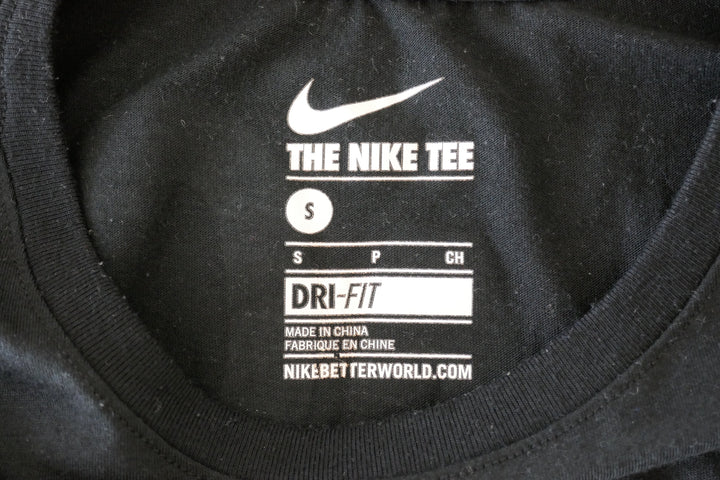 THE NIKE TEE
S
S P CH
DRI-FIT
MADE IN CHINA
FABRIQUE EN CHINE
NIKEBETTERWORLD.COM